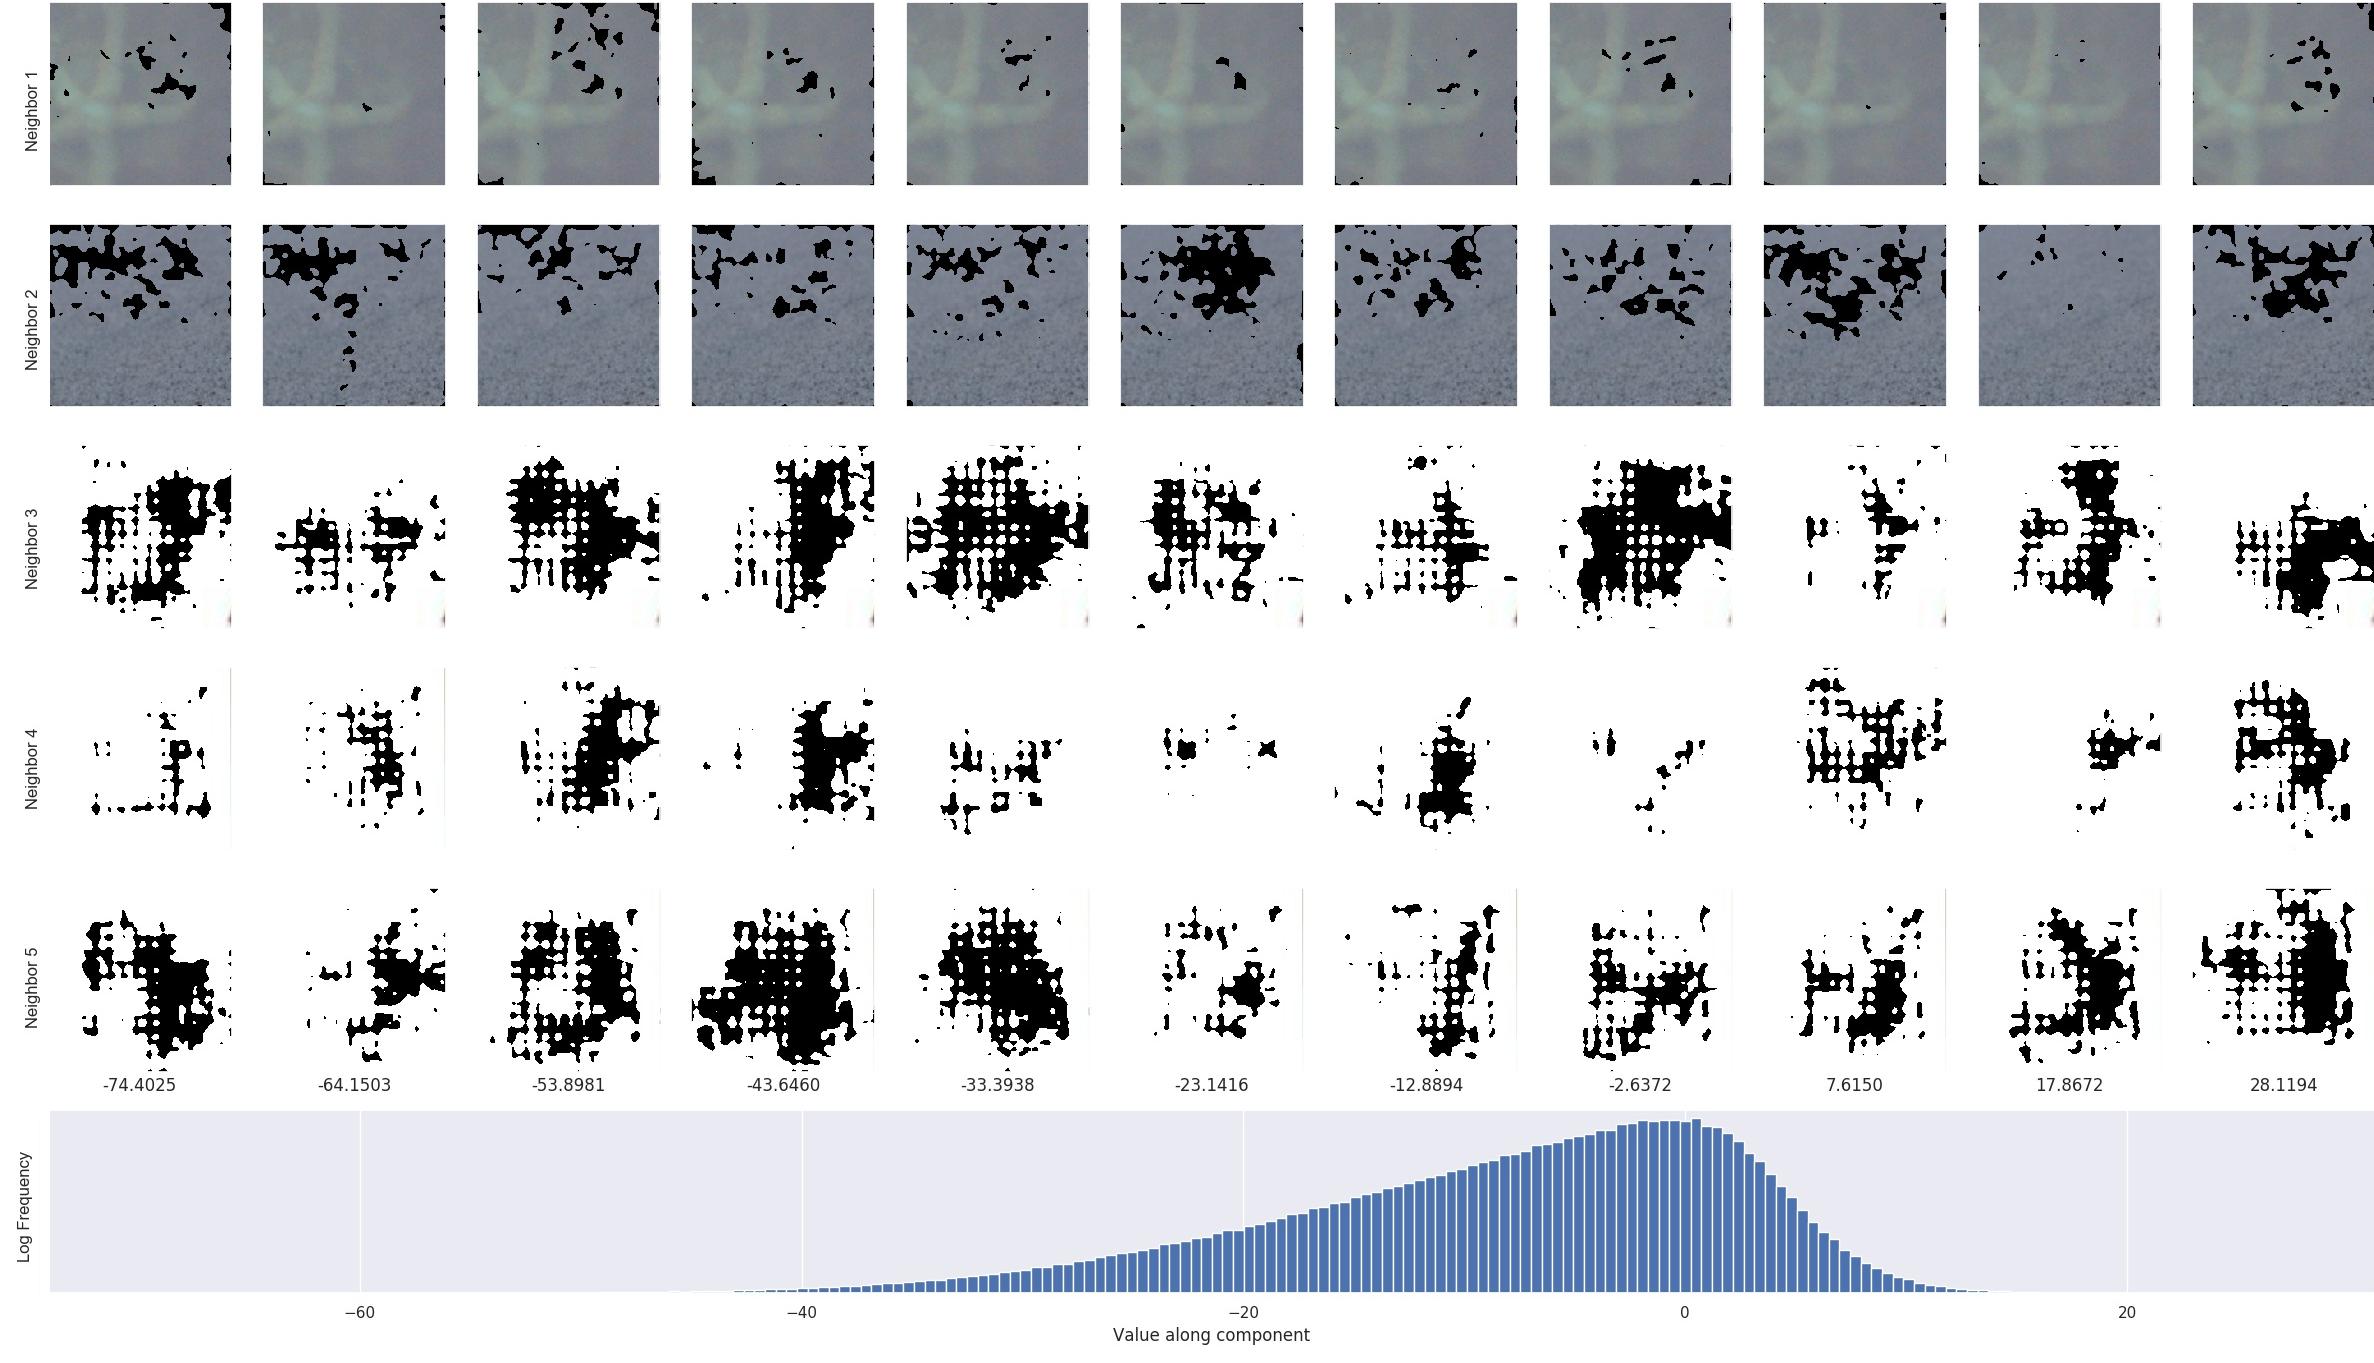 Neighbor 1
Neighbor 2
Neighbor 3
Neighbor 4
Neighbor 5
-74.4025 -64.1503 -53.8981 -43.6460 -33.3938 -23.1416 -12.8894 -2.6372 7.6150 17.8672 28.1194
Log Frequency
−60 −40 −20 0 20
Value along component